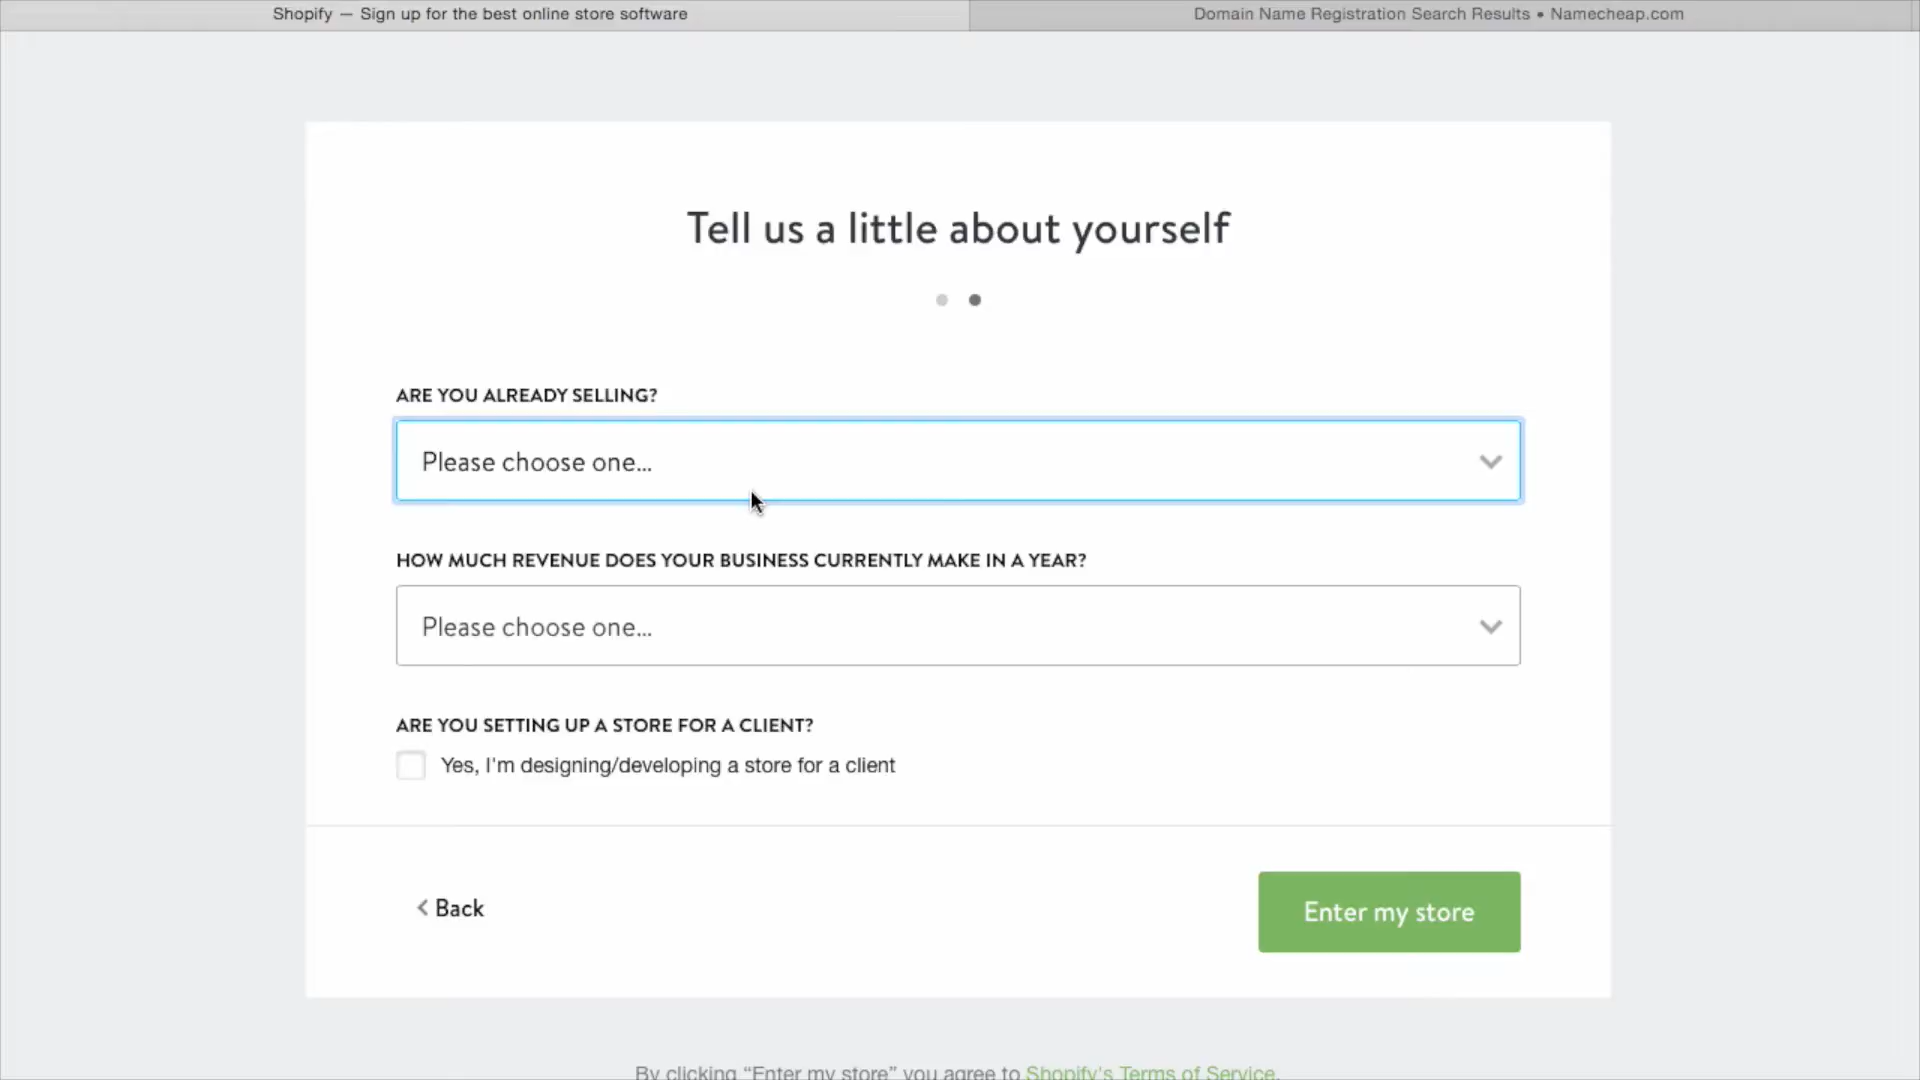 Shopify — Sign up for the best online store software
Domain Name Registration Search Results • Namecheap.com
Tell us a little about yourself
ARE YOU ALREADY SELLING?
Please choose one...
HOW MUCH REVENUE DOES YOUR BUSINESS CURRENTLY MAKE IN A YEAR?
Please choose one...
ARE YOU SETTING UP A STORE FOR A CLIENT?
Yes, I'm designing/developing a store for a client
Back
Enter my store
By clicking “Enter my store” you agree to Shopify's Terms of Service.